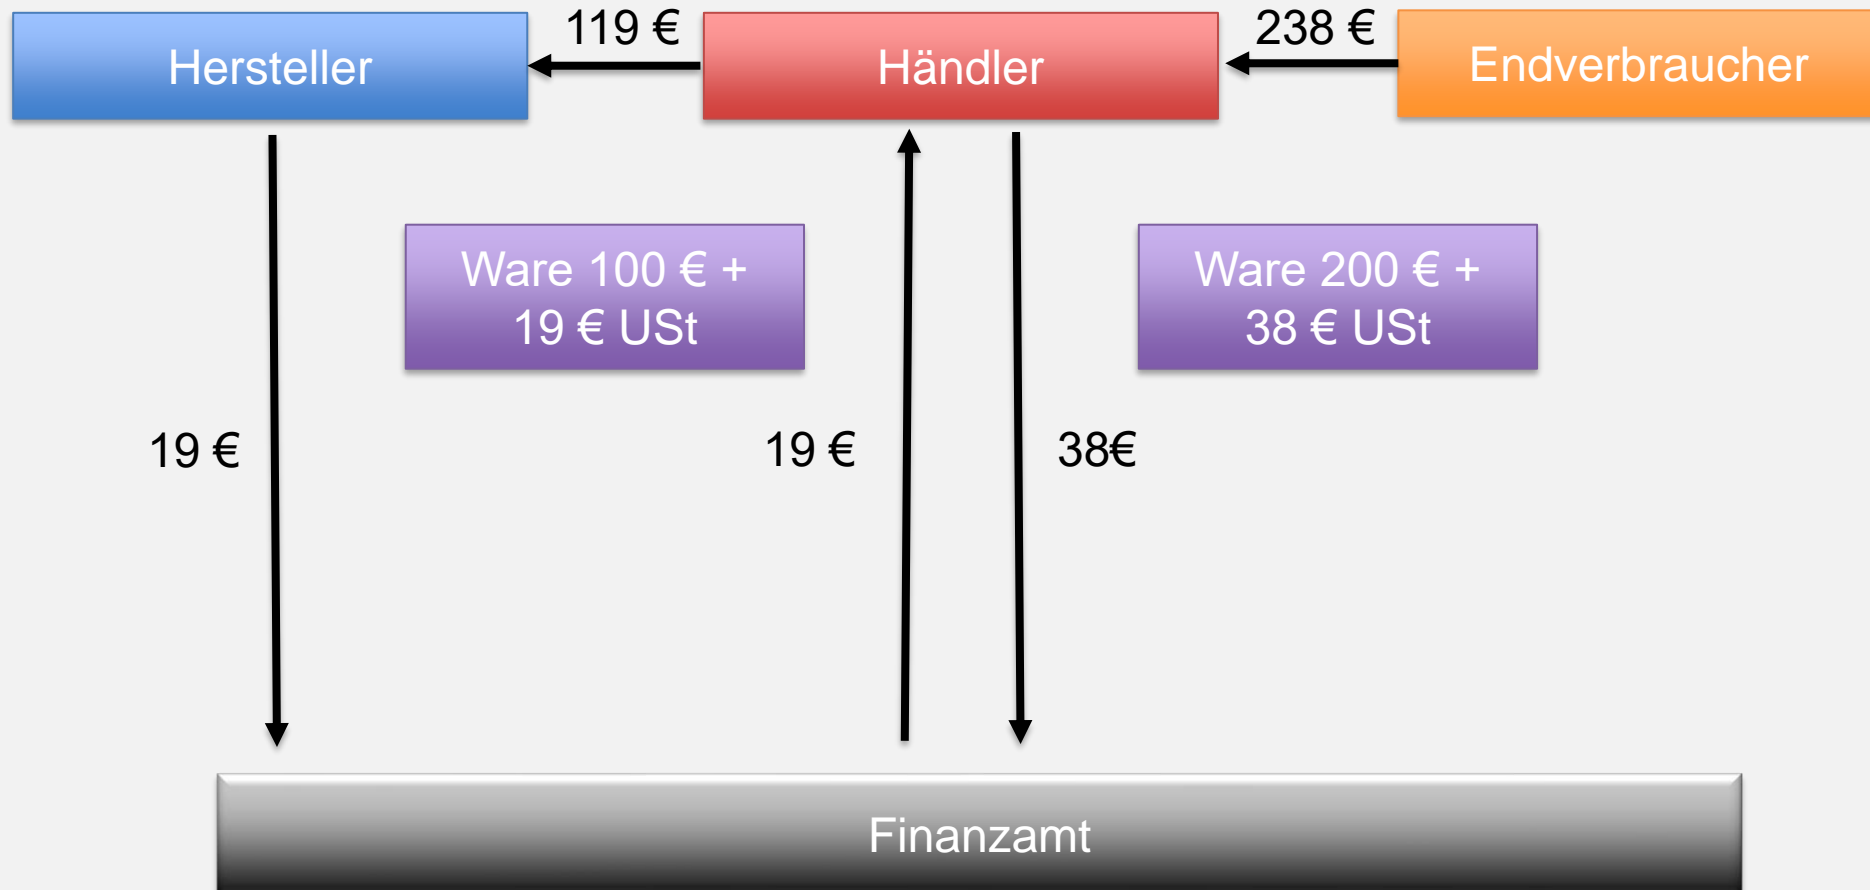 119 €
238 €
Hersteller
Händler
Endverbraucher
Ware 100 € +
19 € USt
Ware 200 € +
38 € USt
19 €
19 €
38€
Finanzamt